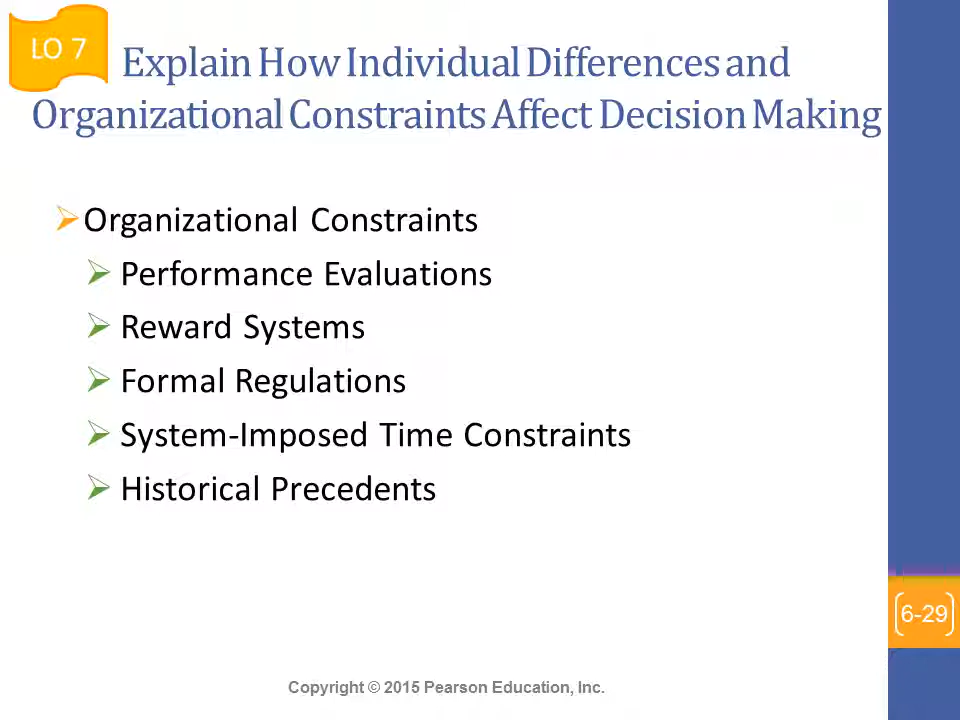 LO 7
Explain How Individual Differences and
Organizational Constraints Affect Decision Making
Organizational Constraints
Performance Evaluations
Reward Systems
Formal Regulations
System-Imposed Time Constraints
Historical Precedents
6-29
Copyright © 2015 Pearson Education, Inc.